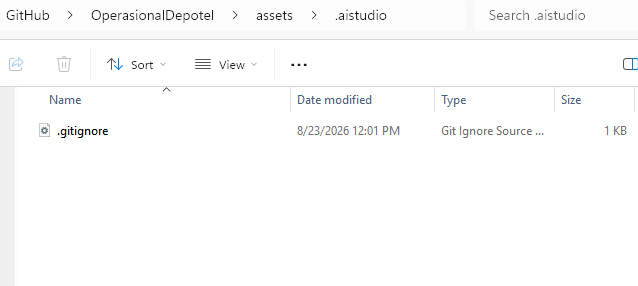 GitHub > OperasionalDepotel > assets > .aistudio Search .aistudio
Sort View ...
Name Date modified Type Size
.gitignore 8/23/2026 12:01 PM Git Ignore Source ... 1 KB